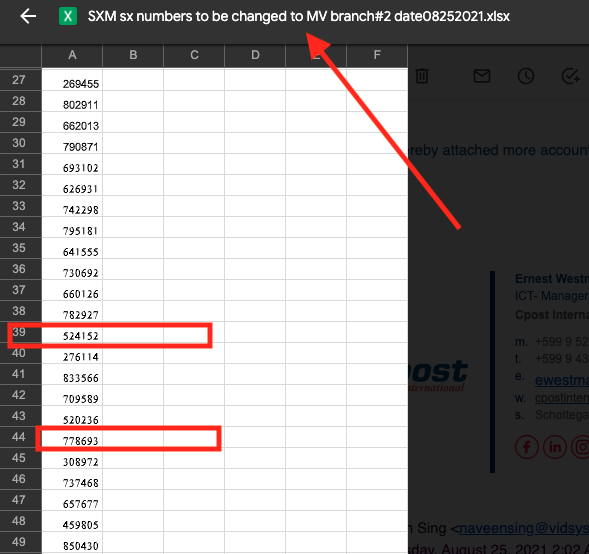 SXM sx numbers to be changed to MV branch#2 date08252021.xlsx
A B C D E F
27 269455
28 802911
29 662013
30 790871
31 693102
32 626931
33 742298
34 795181
35 641555
36 730692
37 660126
38 782927
39 524152
40 276114
41 833566
42 709589
43 520236
44 778693
45 308972
46 737468
47 657677
48 459805
49 850430
reby attached more accoun
Ernest Westm
ICT- Manager
Cpost Interna
m. +599 9 52
t. +599 9 43
e. ewestma
w. cpostinter
s. Schottega
ost
international
n Sing <naveensing@vidsys
sday, August 25, 2021 2:02 A